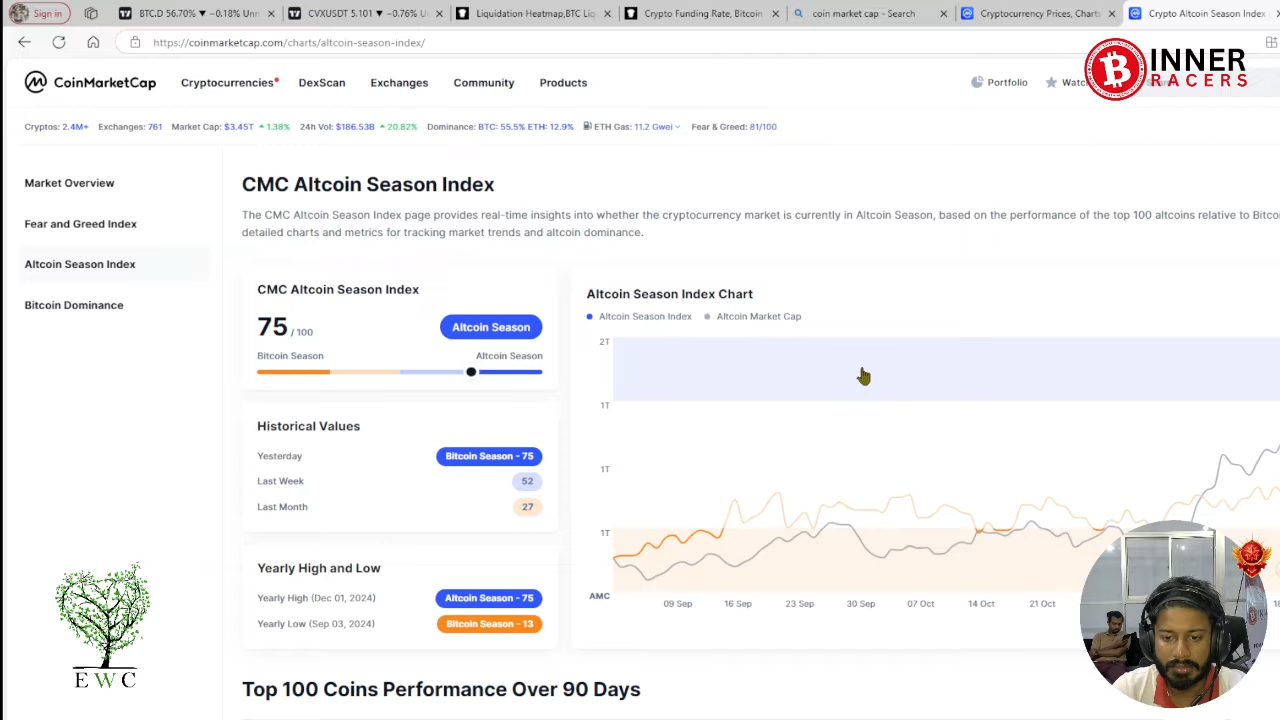 Sign in
BTC.D 56.70% ▼ −0.18% Unn
CVXUSDT 5.101 ▼ −0.76% U
Liquidation Heatmap,BTC Liq
Crypto Funding Rate, Bitcoin
coin market cap - Search
Cryptocurrency Prices, Charts
Crypto Altcoin Season Index
https://coinmarketcap.com/charts/altcoin-season-index/
INNER
RACERS
CoinMarketCap
Cryptocurrencies
DexScan
Exchanges
Community
Products
Portfolio
Watc
Cryptos: 2.4M+ Exchanges: 761 Market Cap: $3.45T ▲ 1.38% 24h Vol: $186.53B ▲ 20.82% Dominance: BTC: 55.5% ETH: 12.9% ETH Gas: 11.2 Gwei Fear & Greed: 81/100
Market Overview
Fear and Greed Index
Altcoin Season Index
Bitcoin Dominance
CMC Altcoin Season Index
The CMC Altcoin Season Index page provides real-time insights into whether the cryptocurrency market is currently in Altcoin Season, based on the performance of the top 100 altcoins relative to Bitco
detailed charts and metrics for tracking market trends and altcoin dominance.
CMC Altcoin Season Index
75 / 100
Altcoin Season
Bitcoin Season
Altcoin Season
Historical Values
Yesterday
Bitcoin Season - 75
Last Week
52
Last Month
27
Yearly High and Low
Yearly High (Dec 01, 2024)
Altcoin Season - 75
Yearly Low (Sep 03, 2024)
Bitcoin Season - 13
Altcoin Season Index Chart
Altcoin Season Index
Altcoin Market Cap
2T
1T
1T
1T
AMC
09 Sep
16 Sep
23 Sep
30 Sep
07 Oct
14 Oct
21 Oct
EWC
Top 100 Coins Performance Over 90 Days